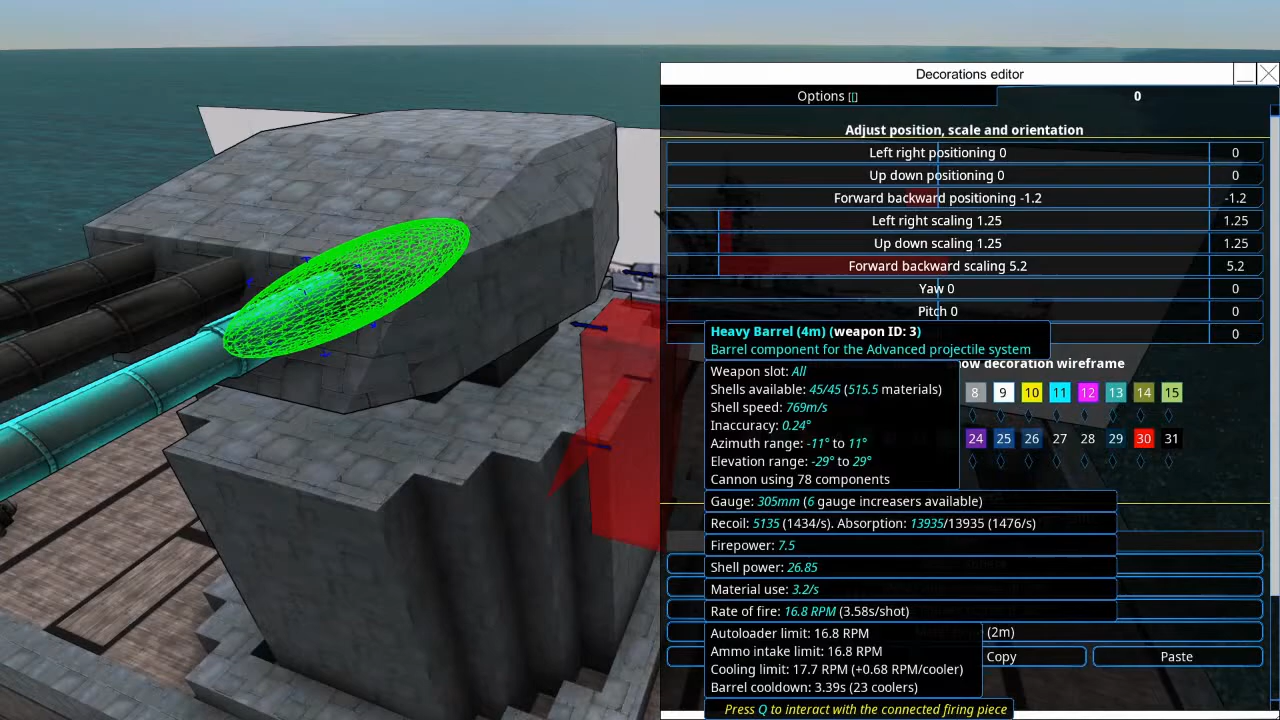 Decorations editor
Options [[]
0
Adjust position, scale and orientation
Left right positioning 0
0
Up down positioning 0
0
Forward backward positioning -1.2
-1.2
Left right scaling 1.25
1.25
Up down scaling 1.25
1.25
Forward backward scaling 5.2
5.2
Yaw 0
0
Pitch 0
0
0
Heavy Barrel (4m) (weapon ID: 3)
Barrel component for the Advanced projectile system
ow decoration wireframe
Weapon slot: All
Shells available: 45/45 (515.5 materials)
Shell speed: 769m/s
Inaccuracy: 0.24°
Azimuth range: -11° to 11°
Elevation range: -29° to 29°
Cannon using 78 components
8 9 10 11 12 13 14 15
24 25 26 27 28 29 30 31
Gauge: 305mm (6 gauge increasers available)
Recoil: 5135 (1434/s). Absorption: 13935/13935 (1476/s)
Firepower: 7.5
Shell power: 26.85
Material use: 3.2/s
Rate of fire: 16.8 RPM (3.58s/shot)
Autoloader limit: 16.8 RPM
(2m)
Ammo intake limit: 16.8 RPM
Copy
Paste
Cooling limit: 17.7 RPM (+0.68 RPM/cooler)
Barrel cooldown: 3.39s (23 coolers)
Press Q to interact with the connected firing piece